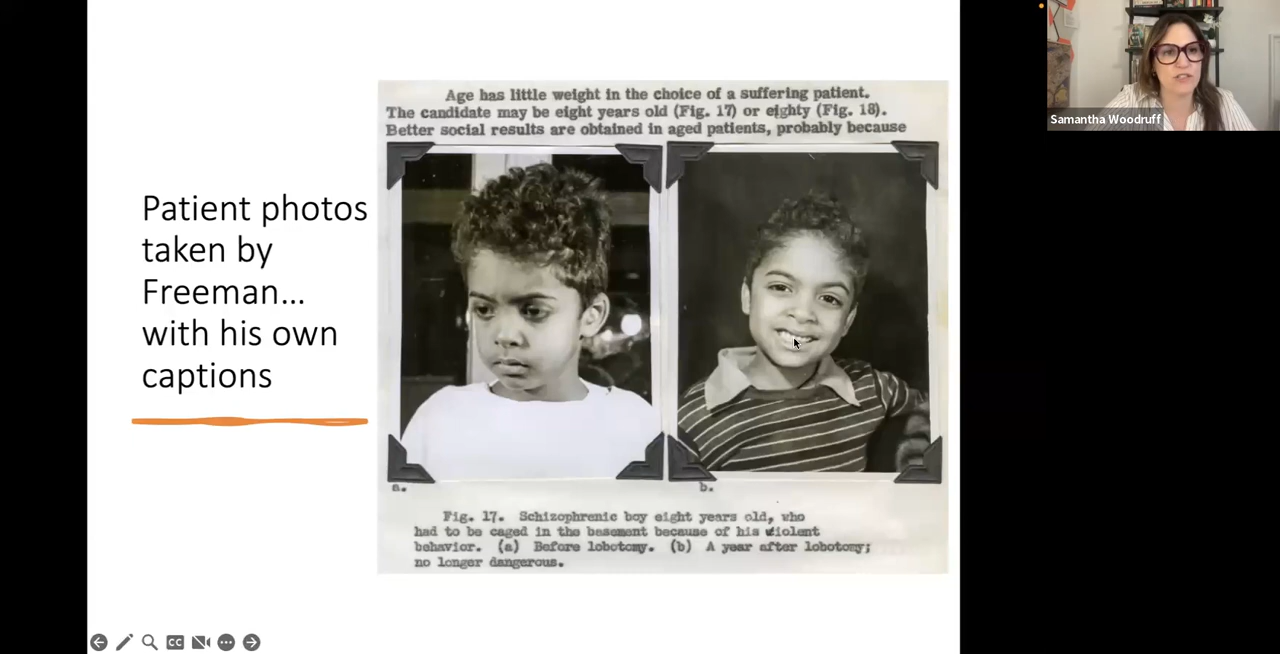 Patient photos
taken by
Freeman...
with his own
captions
Age has little weight in the choice of a suffering patient.
The candidate may be eight years old (Fig. 17) or eighty (Fig. 18).
Better social results are obtained in aged patients, probably because
a.
b.
Fig. 17. Schizophrenic boy eight years old, who
had to be caged in the basement because of his violent
behavior. (a) Before lobotomy. (b) A year after lobotomy;
no longer dangerous.
Samantha Woodruff
CC